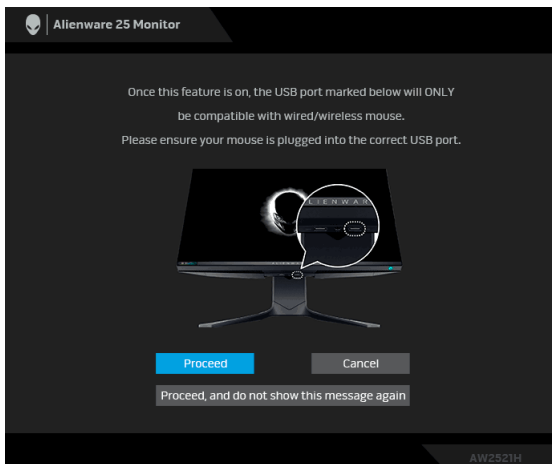 Alienware 25 Monitor
Once this feature is on, the USB port marked below will ONLY
be compatible with wired/wireless mouse.
Please ensure your mouse is plugged into the correct USB port.
LIENWAR
Proceed
Cancel
Proceed, and do not show this message again
AW2521H